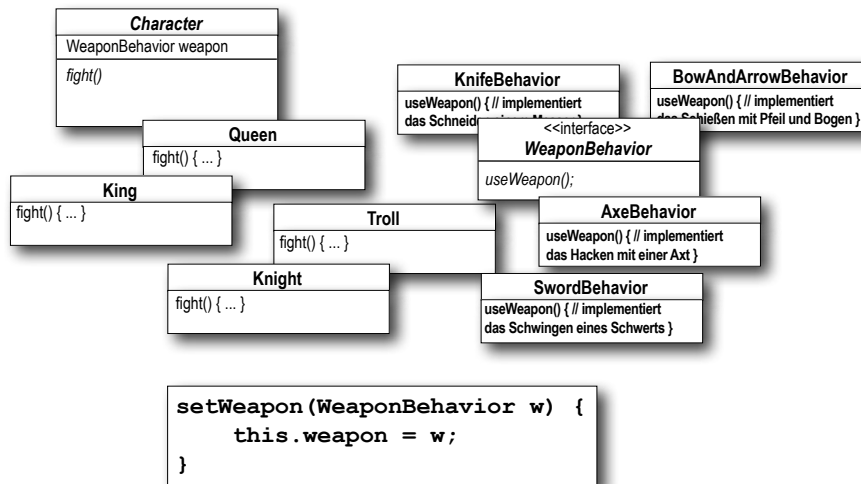 Character
WeaponBehavior weapon
fight()
KnifeBehavior
useWeapon() { // implementiert
das Schneiden
BowAndArrowBehavior
useWeapon() { // implementiert
das Schießen mit Pfeil und Bogen }
Queen
fight() { ... }
<<interface>>
WeaponBehavior
useWeapon();
King
fight() { ... }
Troll
fight() { ... }
AxeBehavior
useWeapon() { // implementiert
das Hacken mit einer Axt }
Knight
fight() { ... }
SwordBehavior
useWeapon() { // implementiert
das Schwingen eines Schwerts }
setWeapon(WeaponBehavior w) {
this.weapon = w;
}